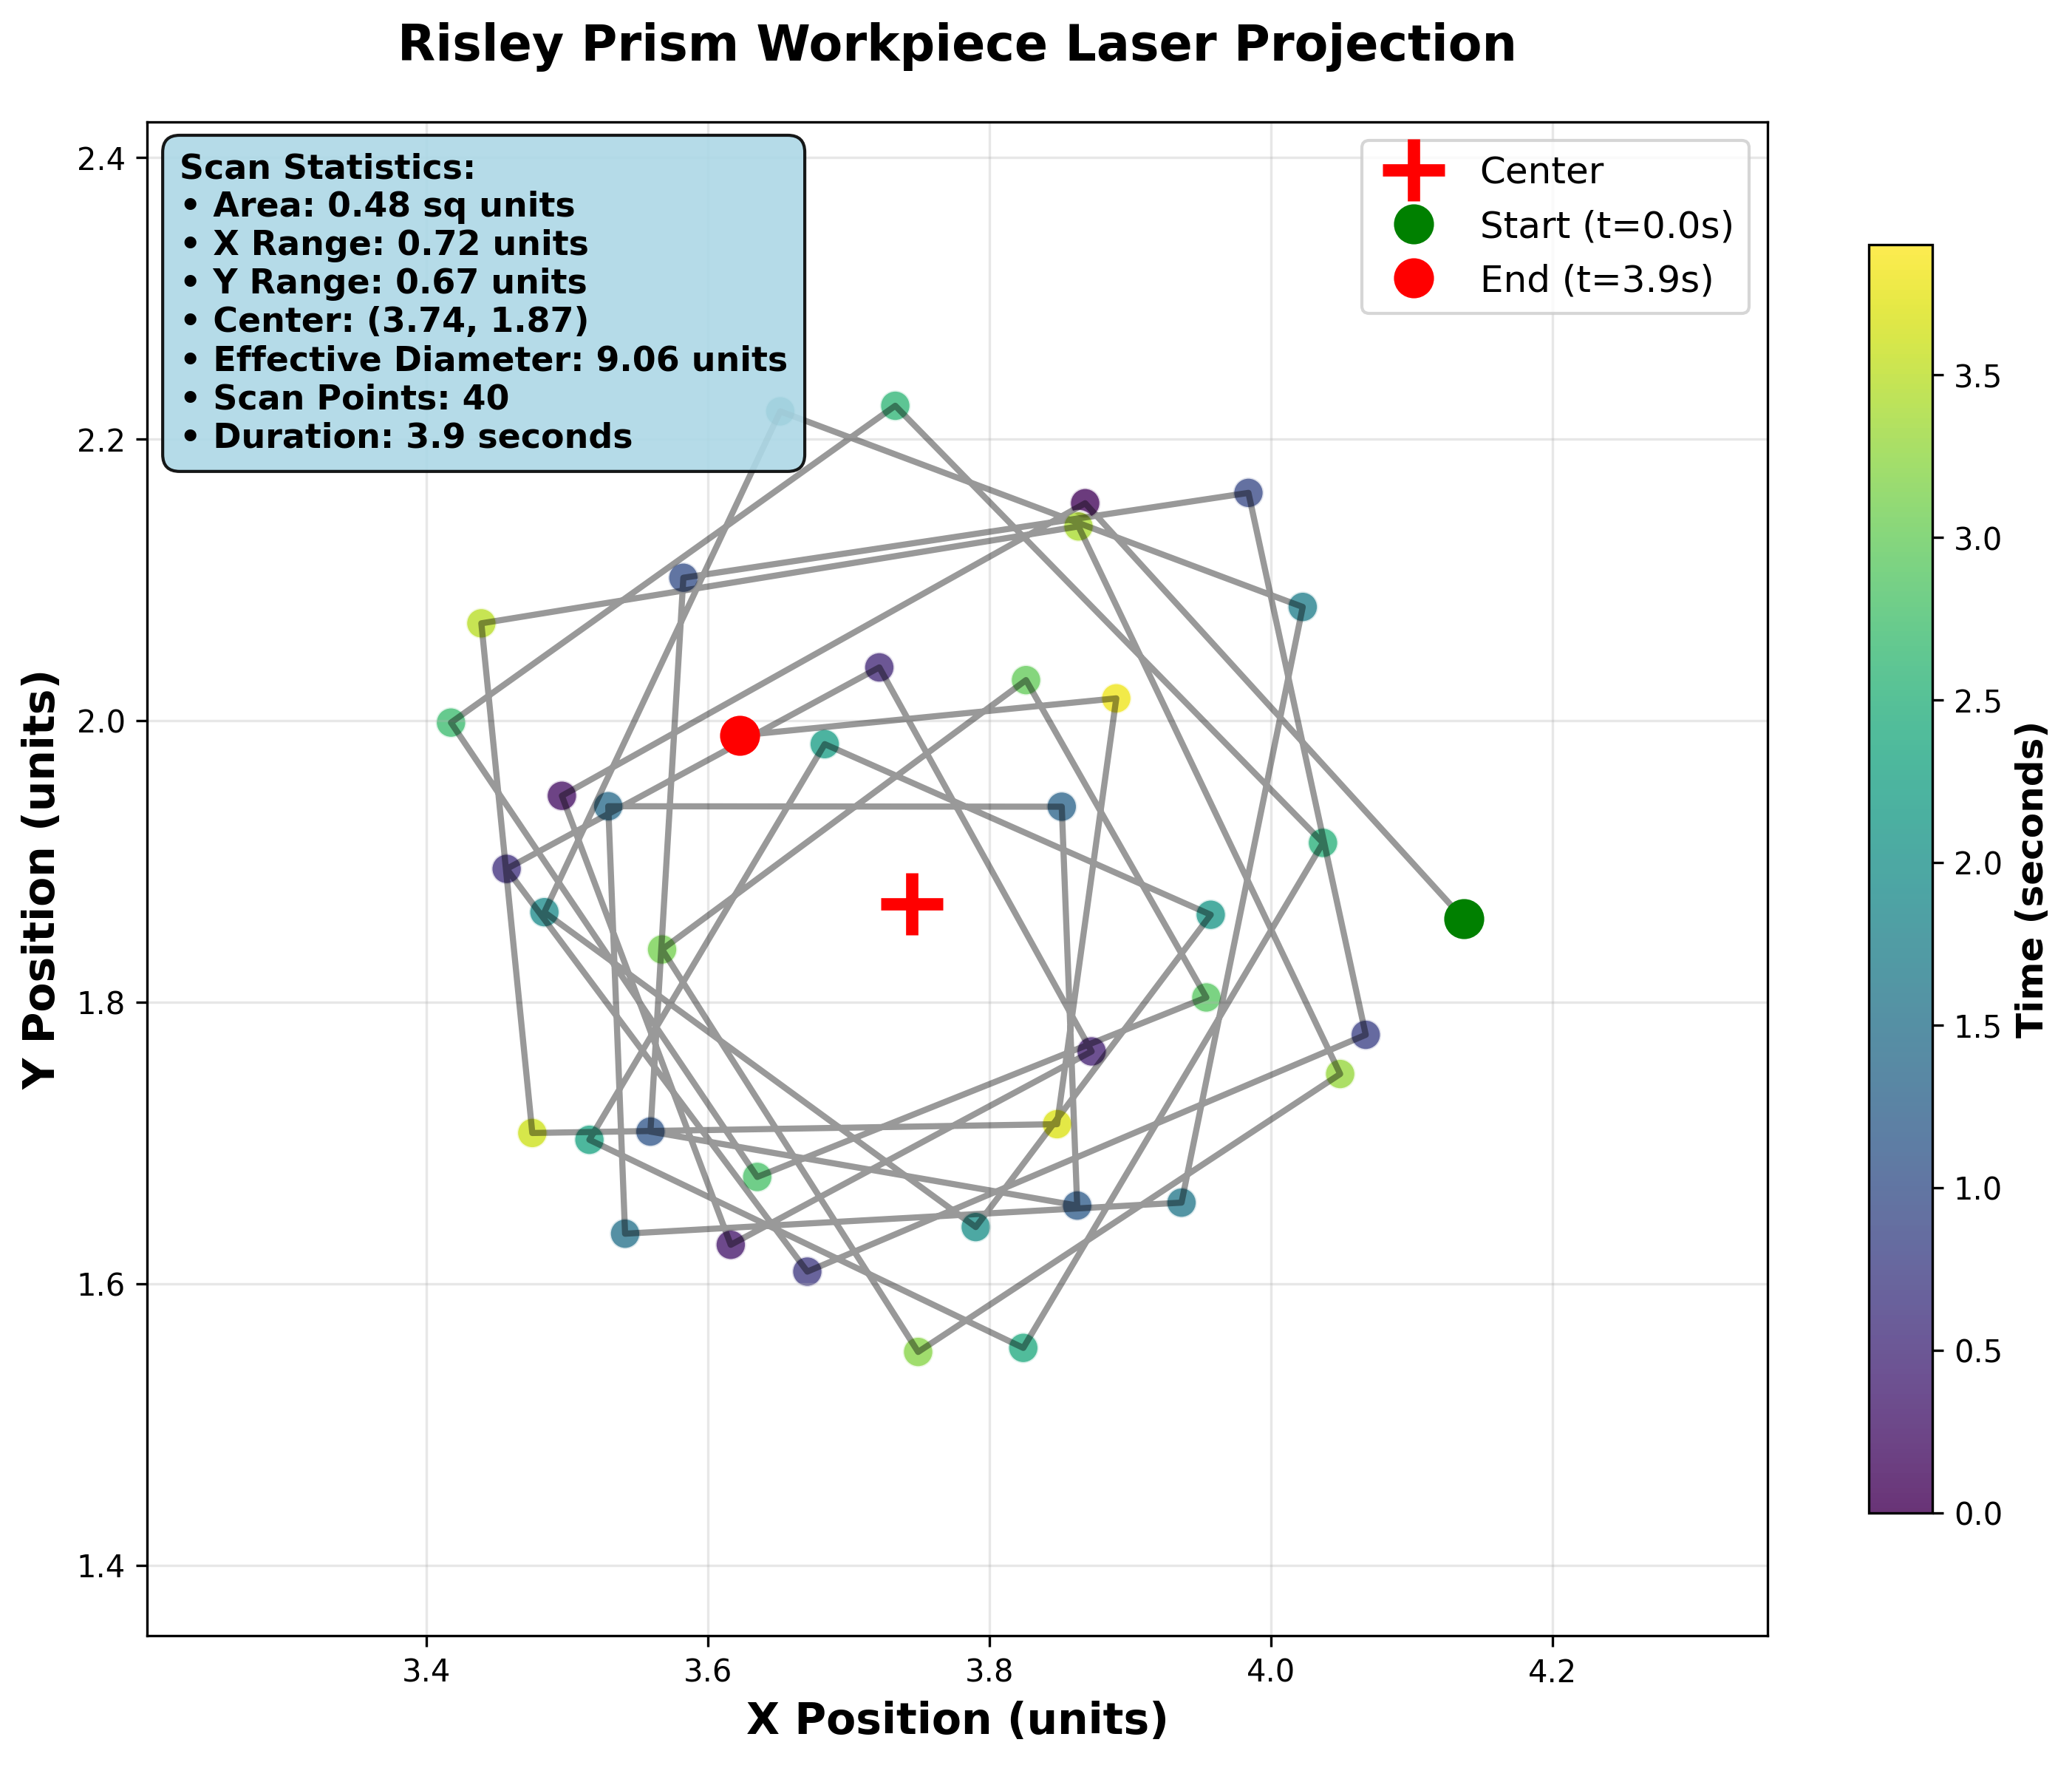 Risley Prism Workpiece Laser Projection
Scan Statistics:
• Area: 0.48 sq units
• X Range: 0.72 units
• Y Range: 0.67 units
• Center: (3.74, 1.87)
• Effective Diameter: 9.06 units
• Scan Points: 40
• Duration: 3.9 seconds
Center
Start (t=0.0s)
End (t=3.9s)
Y Position (units)
2.4
2.2
2.0
1.8
1.6
1.4
3.4
3.6
3.8
4.0
4.2
X Position (units)
3.5
3.0
2.5
2.0
1.5
1.0
0.5
0.0
Time (seconds)